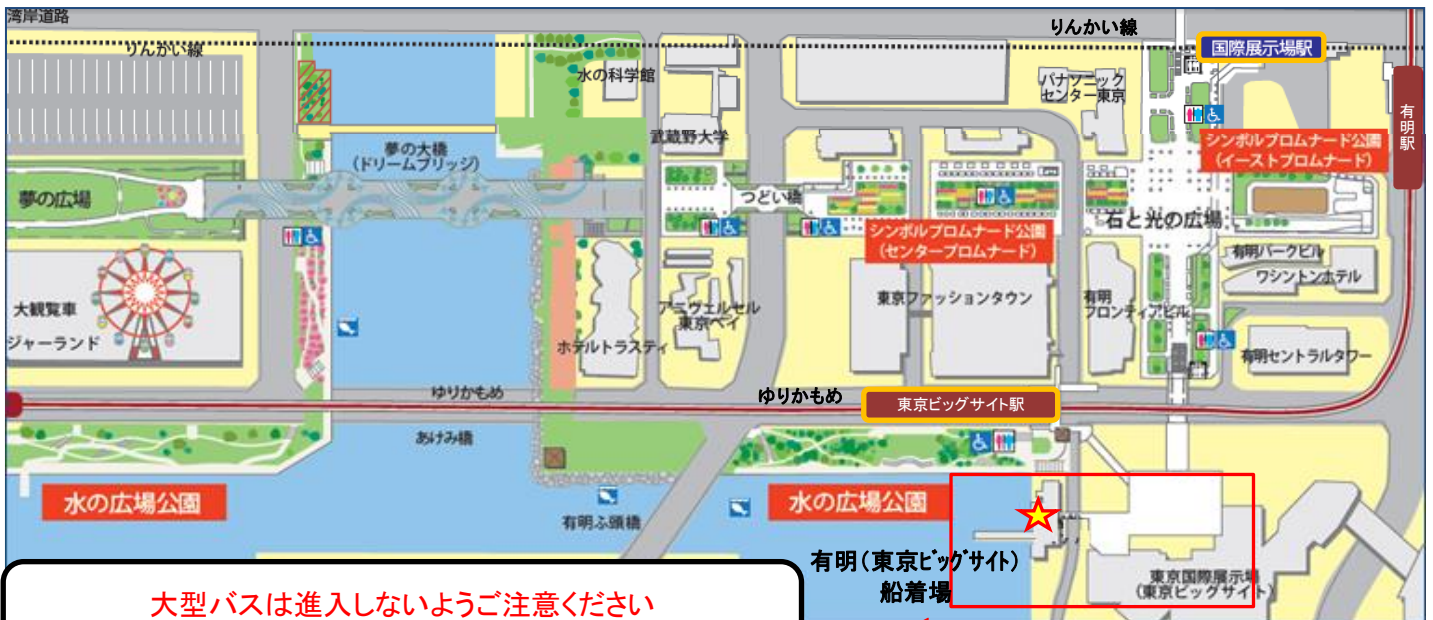 湾岸道路
りんかい線
りんかい線
国際展示場駅
有明駅
水の科学館
パナソニック
センター東京
武蔵野大学
夢の大橋
(ドリームブリッジ)
シンボルプロムナード公園
(イーストプロムナード)
夢の広場
つどい橋
シンボルプロムナード公園
(センタープロムナード)
石と光の広場
有明パークビル
ワシントンホテル
大観覧車
ジャーランド
アニヴェルセル
東京ベイ
ホテルトラスティ
東京ファッションタウン
有明
フロンティアビル
有明セントラルタワー
ゆりかもめ
ゆりかもめ
東京ビッグサイト駅
あけみ橋
水の広場公園
有明ふ頭橋
水の広場公園
有明(東京ビッグサイト)
船着場
東京国際展示場
(東京ビッグサイト)
大型バスは進入しないようご注意ください